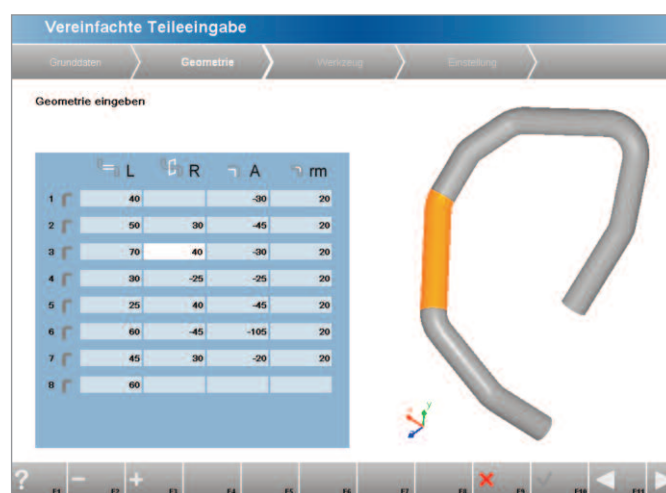 Vereinfachte Teileeingabe
Grunddaten Geometrie Werkzeug Einstellung
Geometrie eingeben
L R A rm
1 40 -30 20
2 50 30 -45 20
3 70 40 -30 20
4 30 -25 -25 20
5 25 40 -45 20
6 60 -45 -105 20
7 45 30 -20 20
8 60
y
? - +
F1 F2 F3 F4 F5 F6 F7 F8 F9 F10 F11